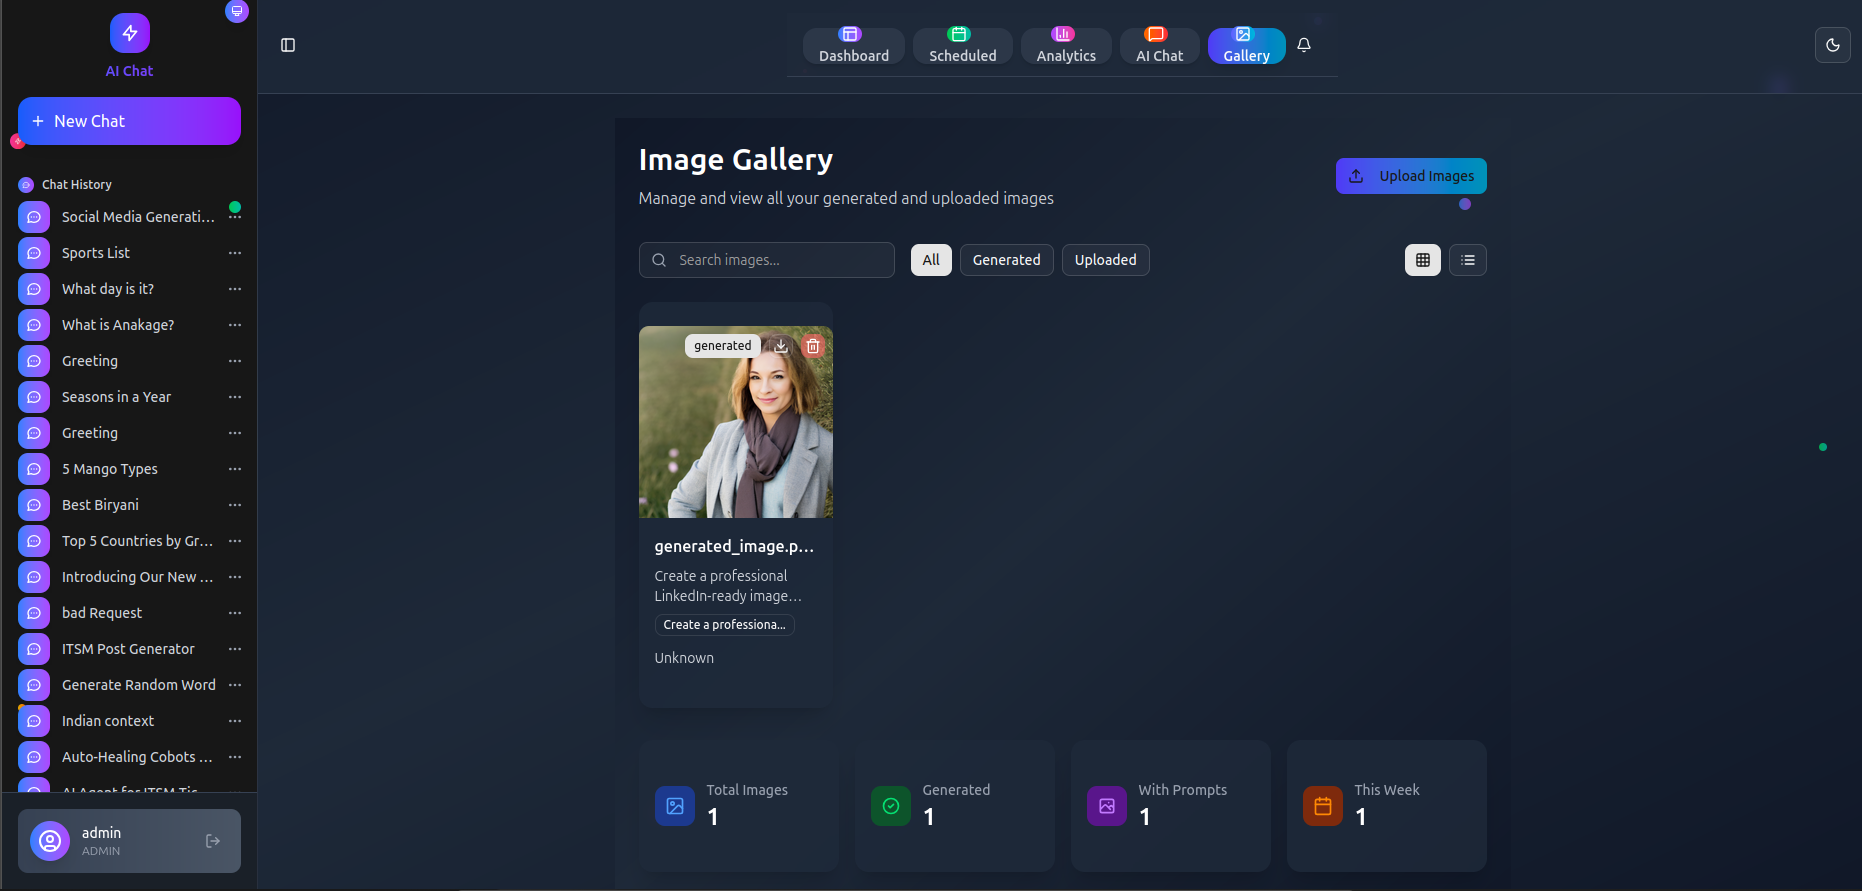 AI Chat
New Chat
Chat History
Social Media Generati...
Sports List
What day is it?
What is Anakage?
Greeting
Seasons in a Year
Greeting
5 Mango Types
Best Biryani
Top 5 Countries by Gr...
Introducing Our New ...
bad Request
ITSM Post Generator
Generate Random Word
Indian context
Auto-Healing Cobots ...
AI Agent for ITSM Tic...
admin
ADMIN
Dashboard
Scheduled
Analytics
AI Chat
Gallery
Image Gallery
Manage and view all your generated and uploaded images
Upload Images
Search images...
All
Generated
Uploaded
generated
generated_image.p...
Create a professional
LinkedIn-ready image...
Create a professiona...
Unknown
Total Images
1
Generated
1
With Prompts
1
This Week
1